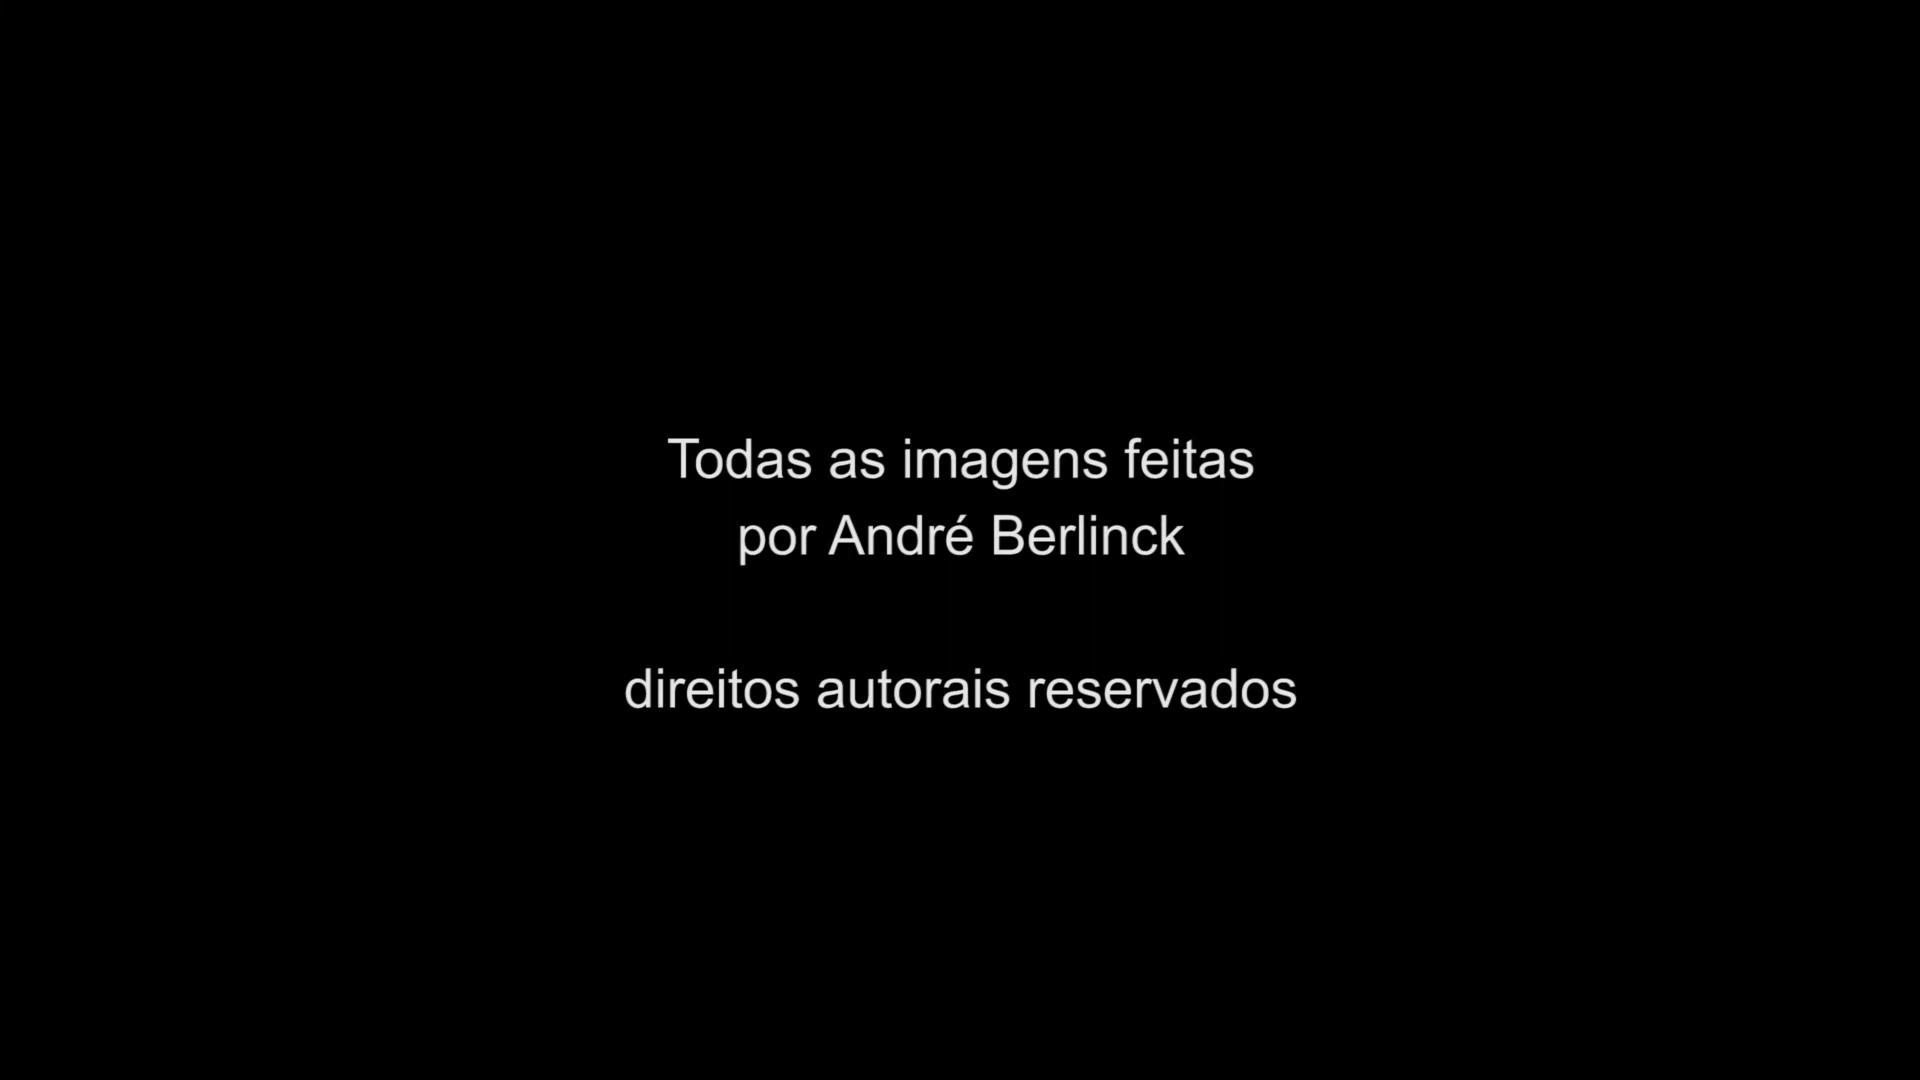 Todas as imagens feitas
por André Berlinck
direitos autorais reservados